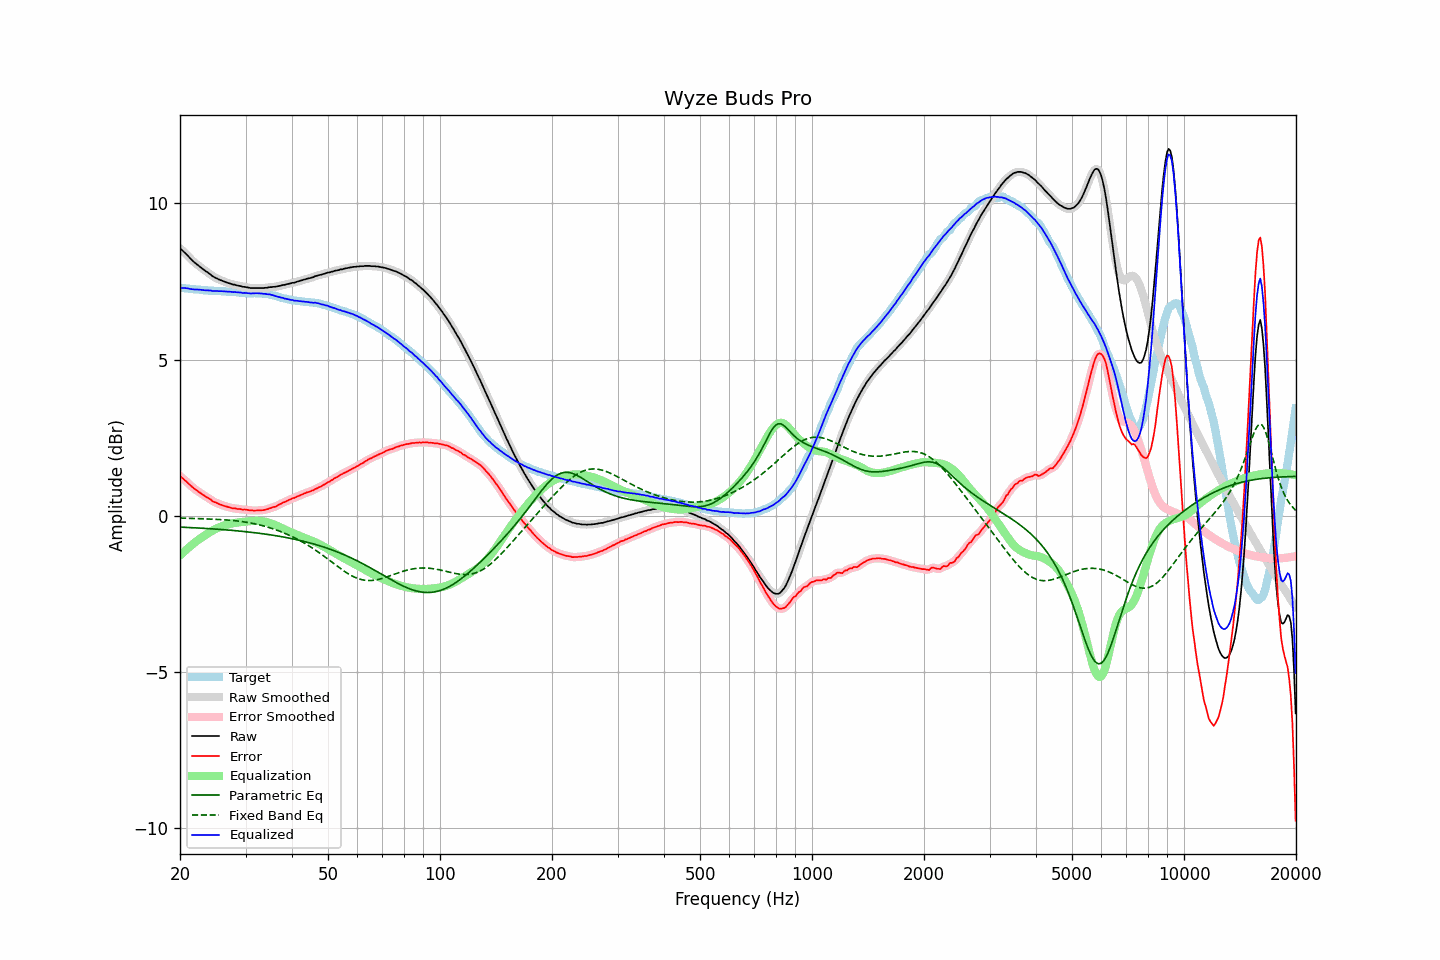 Wyze Buds Pro
Amplitude (dBr)
10
5
0
−5
−10
Target
Raw Smoothed
Error Smoothed
Raw
Error
Equalization
Parametric Eq
Fixed Band Eq
Equalized
20 50 100 200 500 1000 2000 5000 10000 20000
Frequency (Hz)